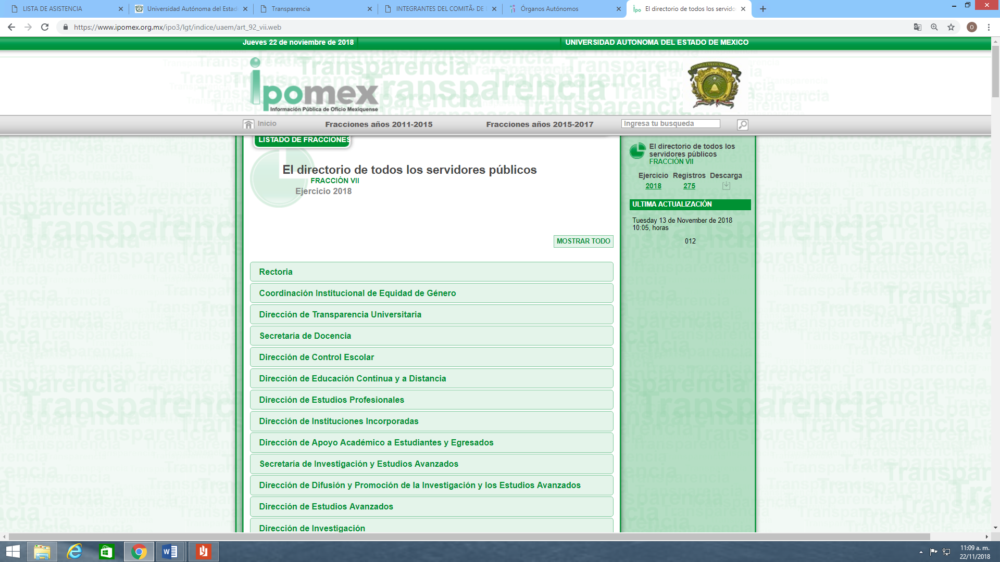 LISTA DE ASISTENCIA
Universidad Autónoma del Estad
Transparencia
INTEGRANTES DEL COMITÃ› DE
Órganos Autónomos
El directorio de todos los servido
https://www.ipomex.org.mx/ipo3/lgt/indice/uaem/art_92_vii.web
O
Jueves 22 de noviembre de 2018
UNIVERSIDAD AUTONOMA DEL ESTADO DE MEXICO
ipomex
Información Pública de Oficio Mexiquense
Inicio
Fracciones años 2011-2015
Fracciones años 2015-2017
Ingresa tu busqueda
LISTADO DE FRACCIONES
El directorio de todos los servidores públicos
FRACCIÓN VII
Ejercicio 2018
MOSTRAR TODO
Rectoria
Coordinación Institucional de Equidad de Género
Dirección de Transparencia Universitaria
Secretaría de Docencia
Dirección de Control Escolar
Dirección de Educación Continua y a Distancia
Dirección de Estudios Profesionales
Dirección de Instituciones Incorporadas
Dirección de Apoyo Académico a Estudiantes y Egresados
Secretaría de Investigación y Estudios Avanzados
Dirección de Difusión y Promoción de la Investigación y los Estudios Avanzados
Dirección de Estudios Avanzados
Dirección de Investigación
El directorio de todos los
servidores públicos
FRACCIÓN VII
Ejercicio Registros Descarga
2018 275
ULTIMA ACTUALIZACIÓN
Tuesday 13 de November de 2018
10:05, horas
012
11:09 a. m.
22/11/2018